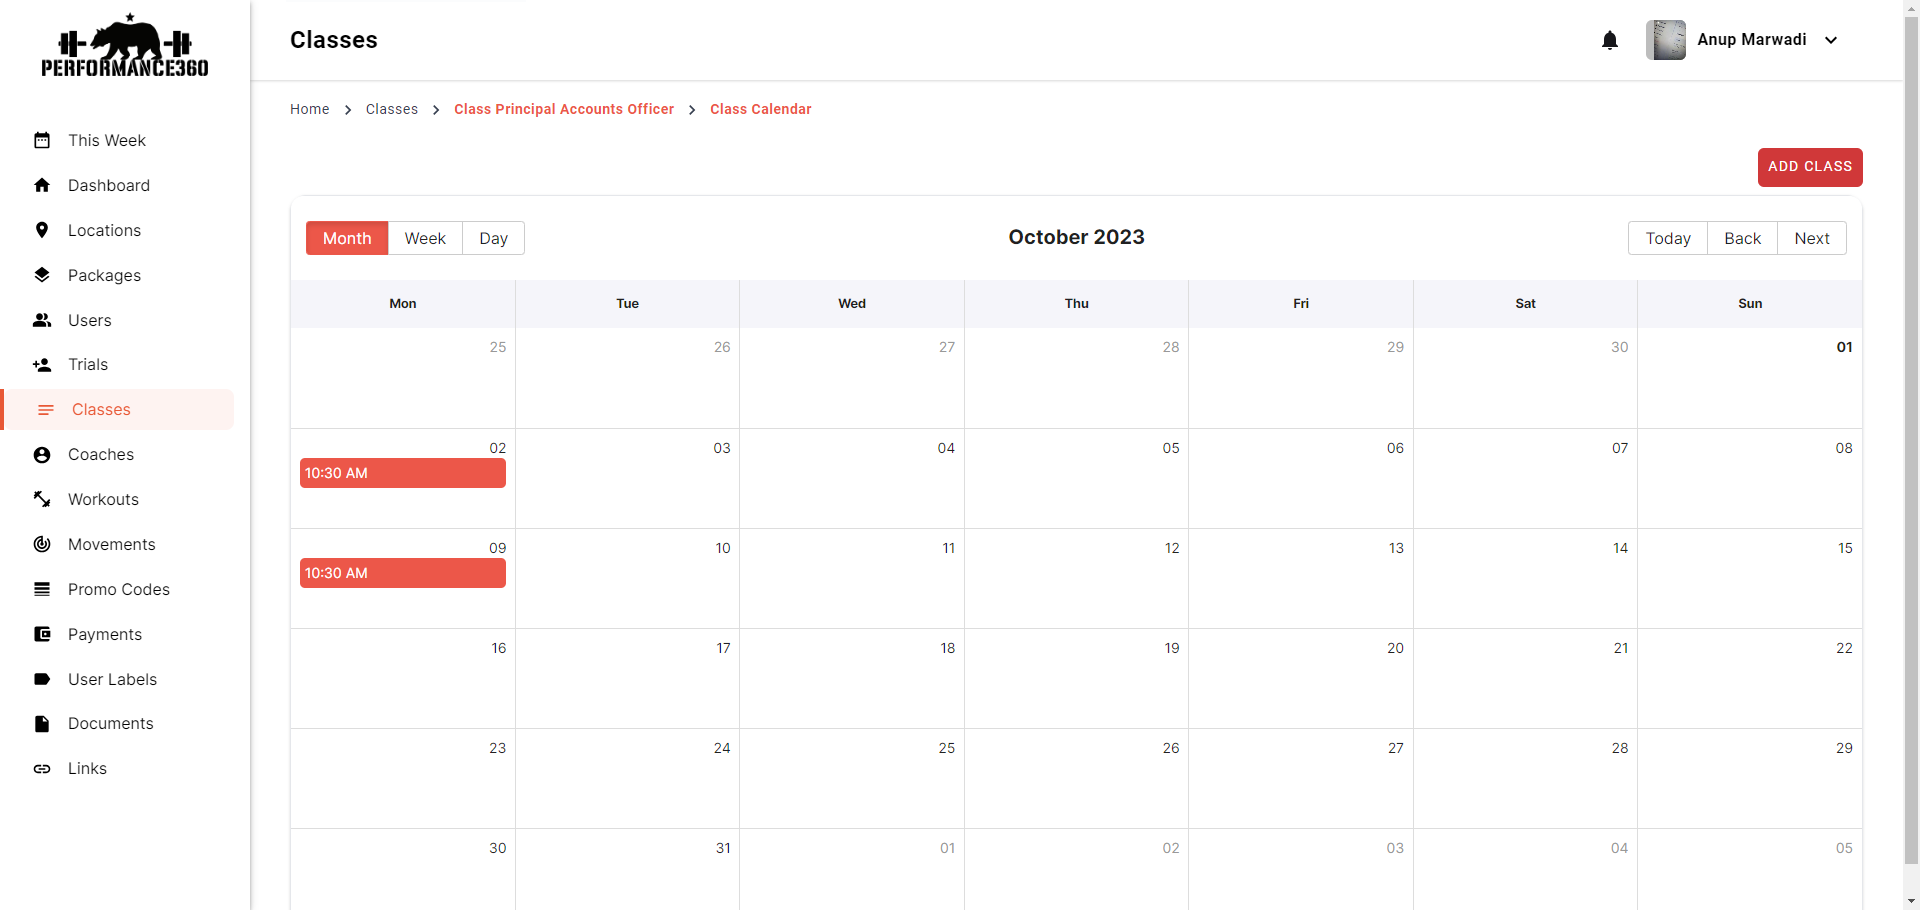 PERFORMANCE360
Classes
Anup Marwadi
This Week
Dashboard
Locations
Packages
Users
Trials
Classes
Coaches
Workouts
Movements
Promo Codes
Payments
User Labels
Documents
Links
Home Classes Class Principal Accounts Officer Class Calendar
ADD CLASS
Month Week Day
October 2023
Today Back Next
Mon Tue Wed Thu Fri Sat Sun
25 26 27 28 29 30 01
02 03 04 05 06 07 08
10:30 AM
09 10 11 12 13 14 15
10:30 AM
16 17 18 19 20 21 22
23 24 25 26 27 28 29
30 31 01 02 03 04 05